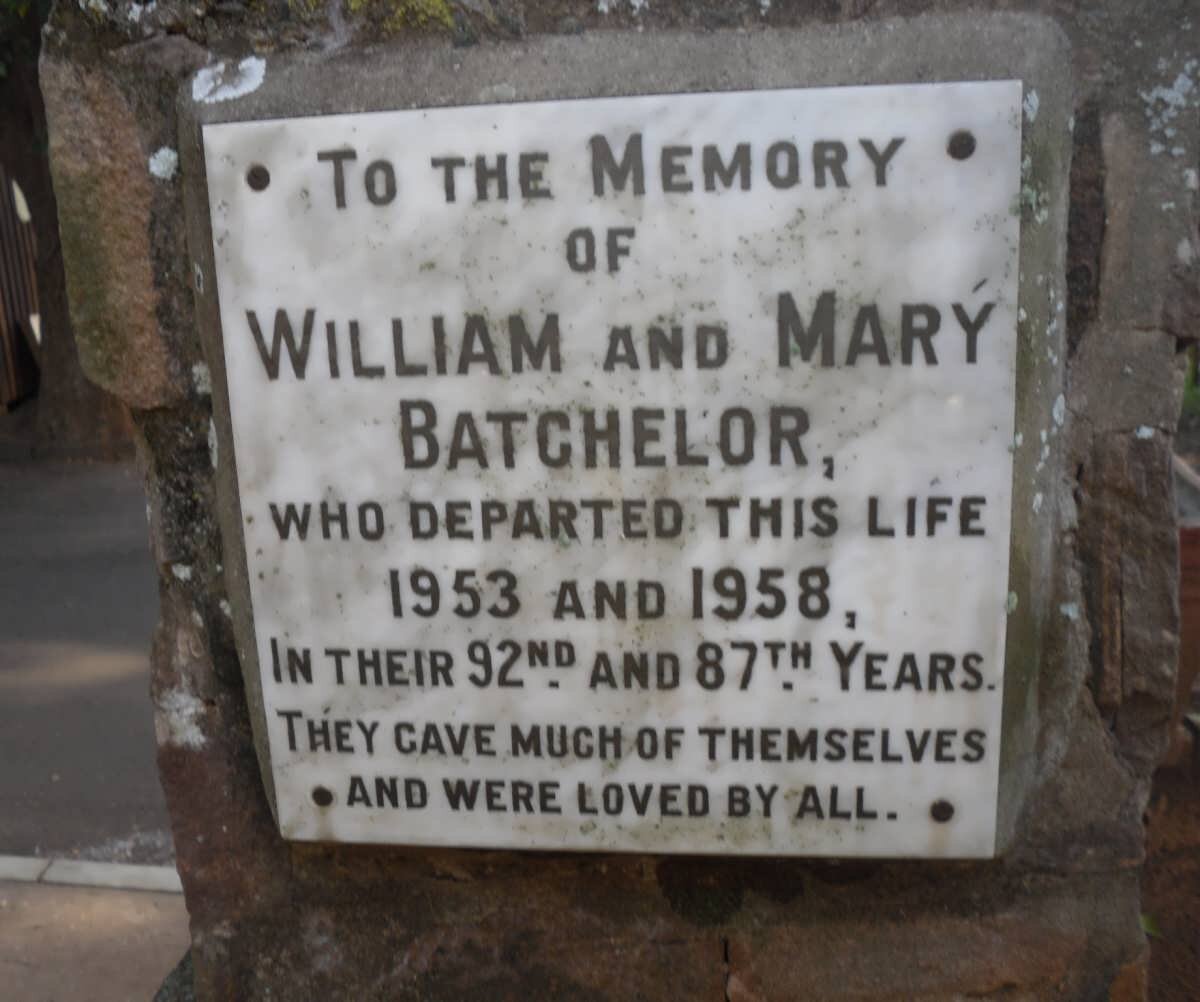 To the Memory
of
William and Mary
Batchelor,
who departed this life
1953 and 1958,
In their 92nd. and 87th. Years.
They gave much of themselves
and were loved by all.